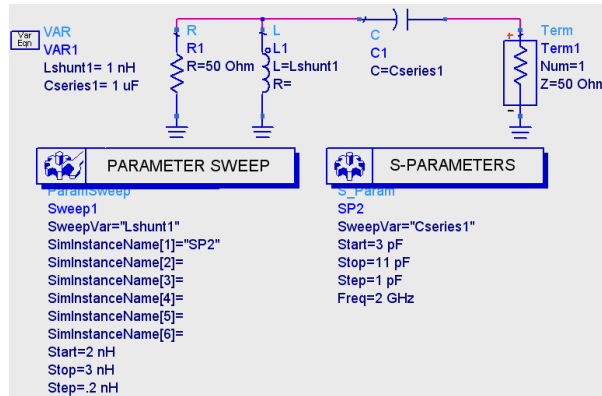 Var
Eqn
VAR
VAR1
Lshunt1= 1 nH
Cseries1= 1 uF
R
R1
R=50 Ohm
L
L1
L=Lshunt1
R=
C
C1
C=Cseries1
Term
Term1
Num=1
Z=50 Ohm
+
-
PARAMETER SWEEP
ParamSweep
Sweep1
SweepVar="Lshunt1"
SimInstanceName[1]="SP2"
SimInstanceName[2]=
SimInstanceName[3]=
SimInstanceName[4]=
SimInstanceName[5]=
SimInstanceName[6]=
Start=2 nH
Stop=3 nH
Step=.2 nH
S-PARAMETERS
S_Param
SP2
SweepVar="Cseries1"
Start=3 pF
Stop=11 pF
Step=1 pF
Freq=2 GHz